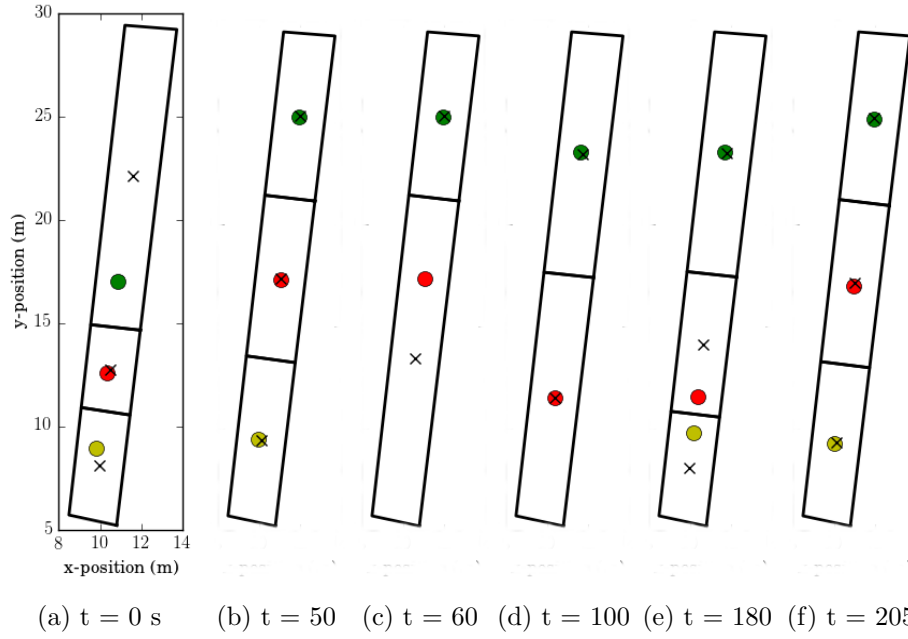 30
25
20
15
10
5
y-position (m)
8 10 12 14
x-position (m)
(a) t = 0 s (b) t = 50 (c) t = 60 (d) t = 100 (e) t = 180 (f) t = 205